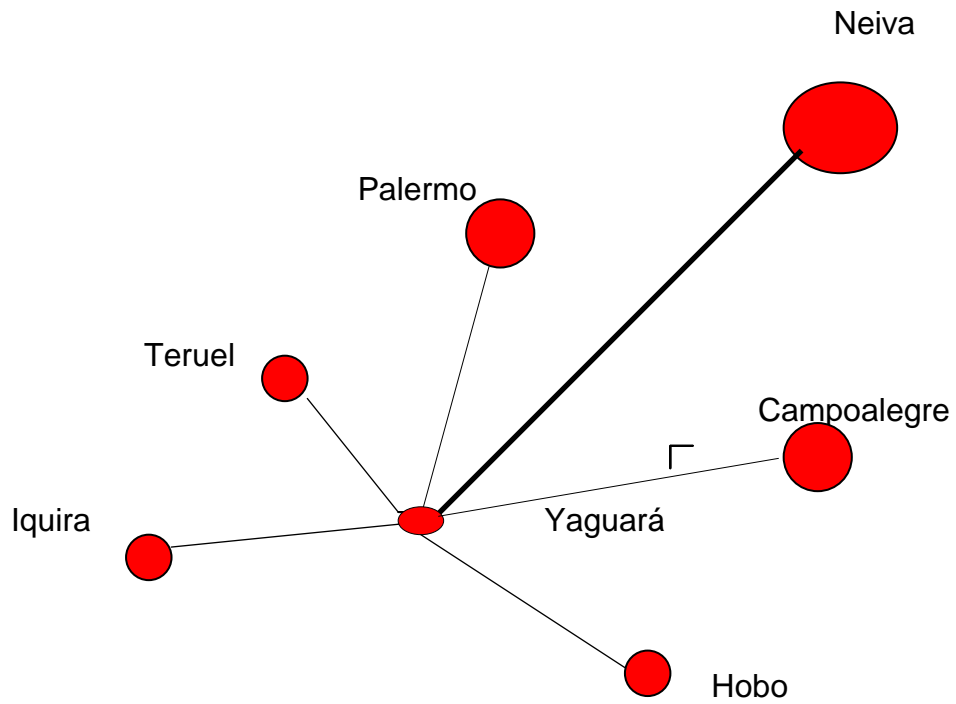 Neiva
Palermo
Teruel
Campoalegre
Iquira
Yaguará
Hobo